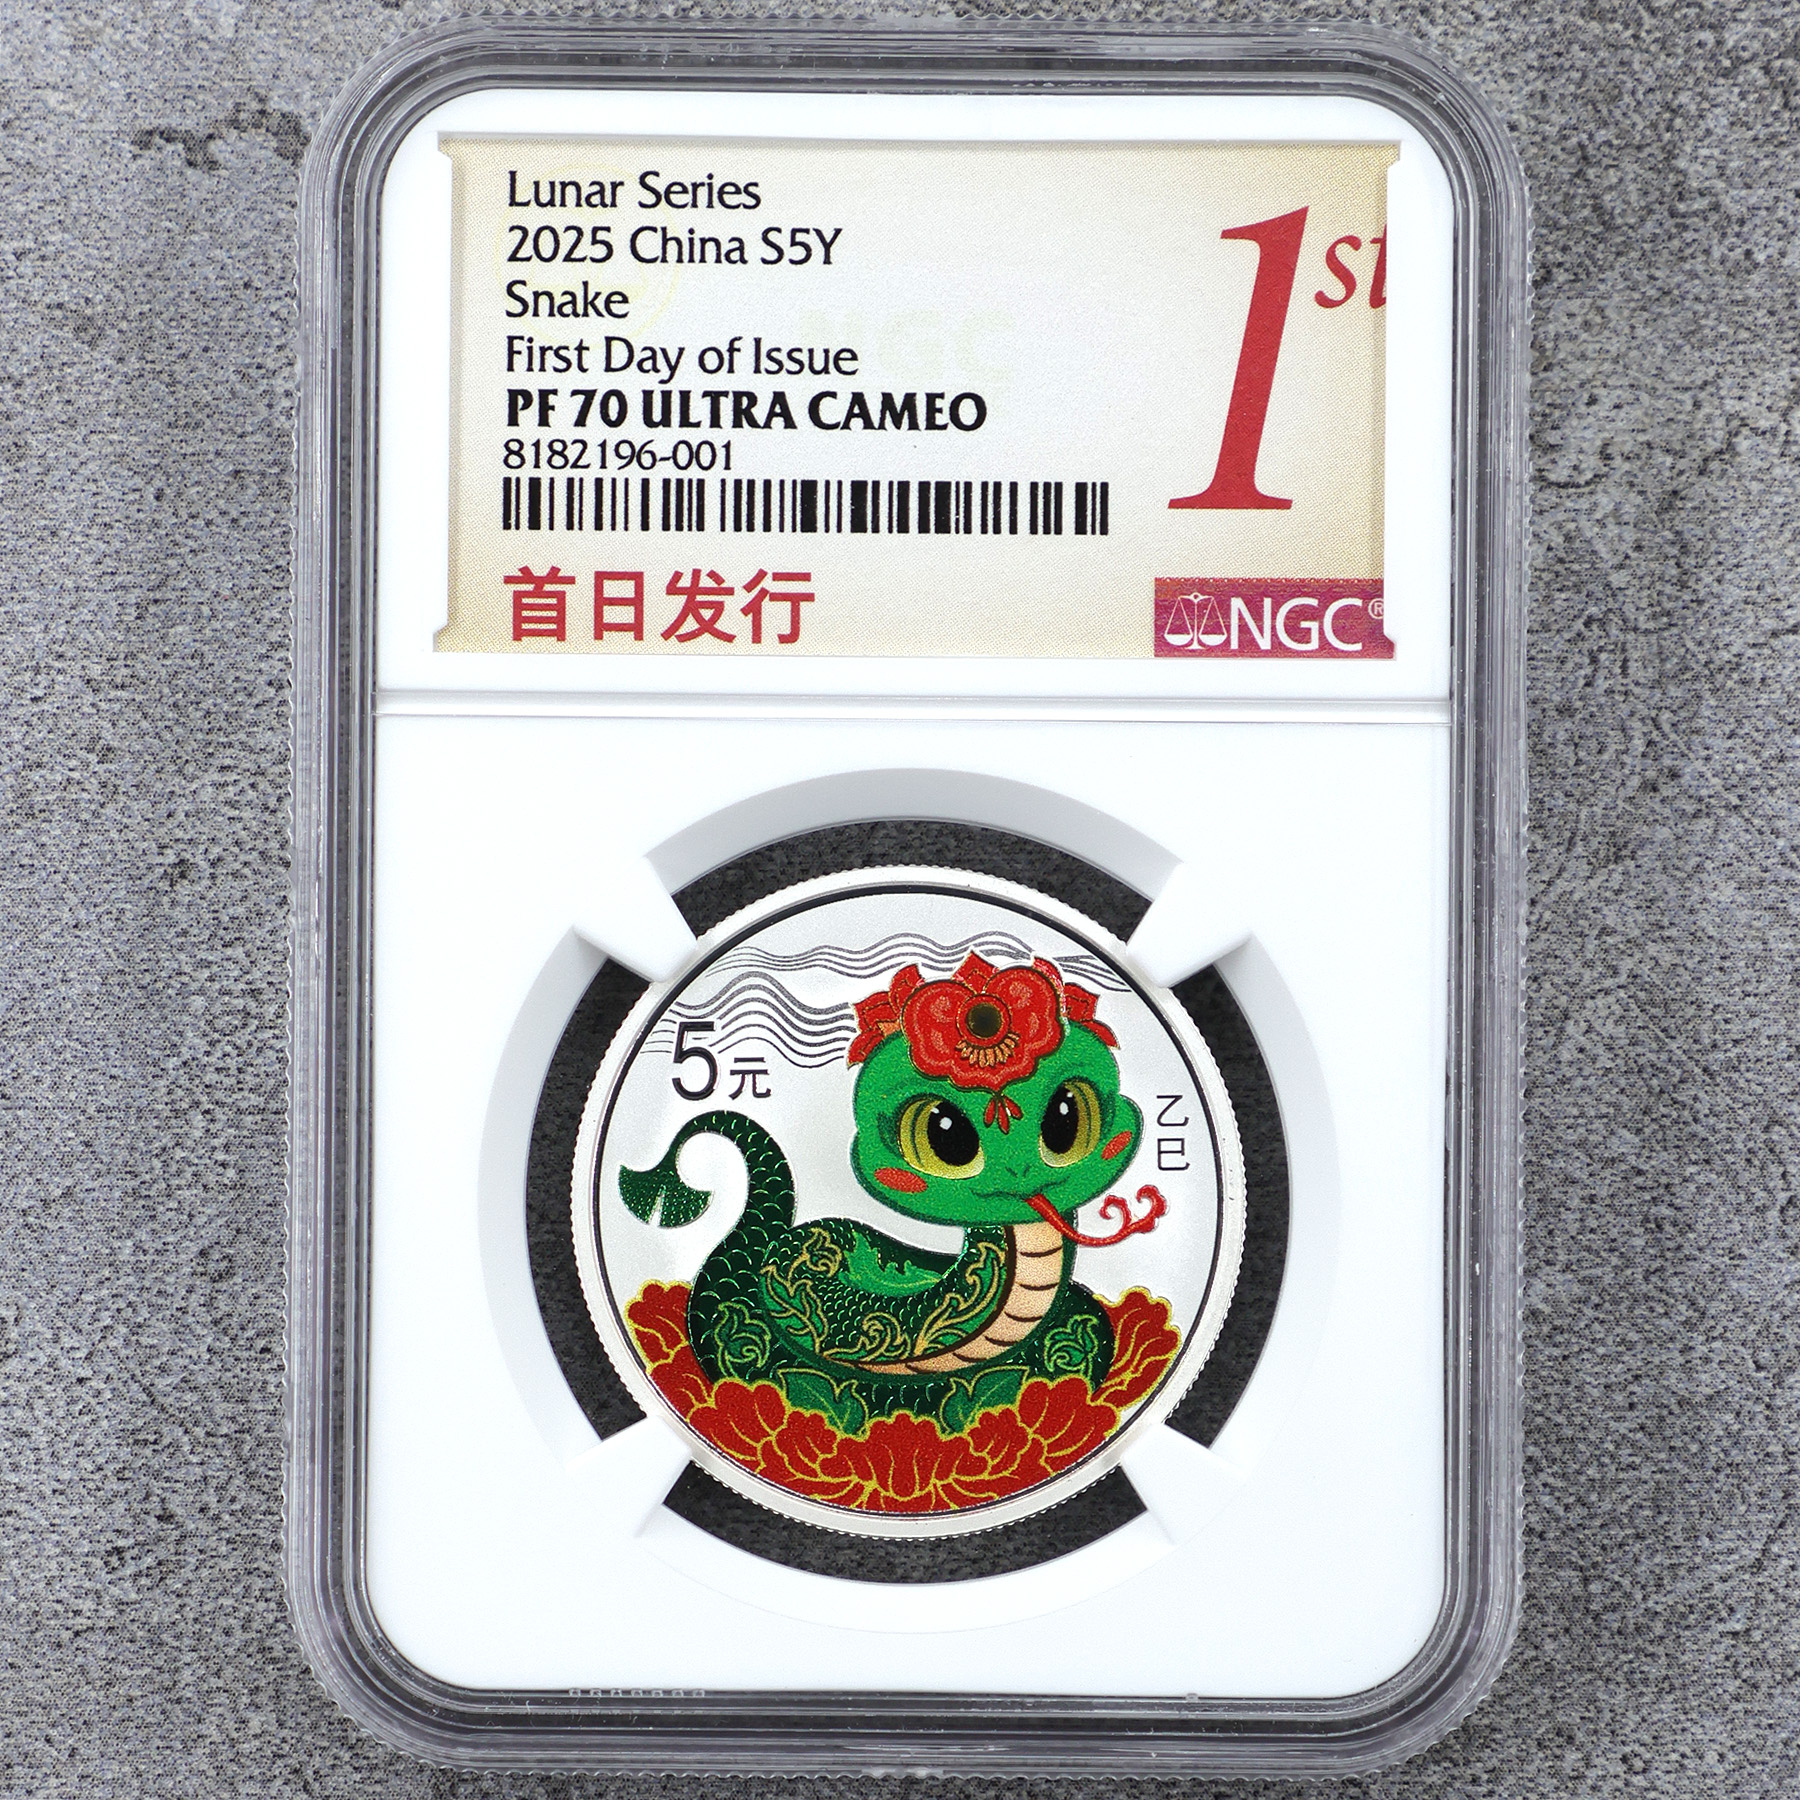 Lunar Series
2025 China S5Y
Snake
First Day of Issue
PF 70 ULTRA CAMEO
8182196-001
首日发行
1st
NGC®
5元
乙巳